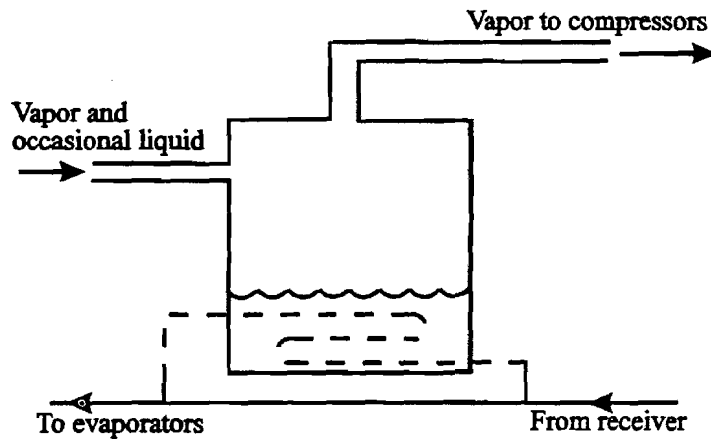 Vapor to compressors
Vapor and
occasional liquid
To evaporators
From receiver